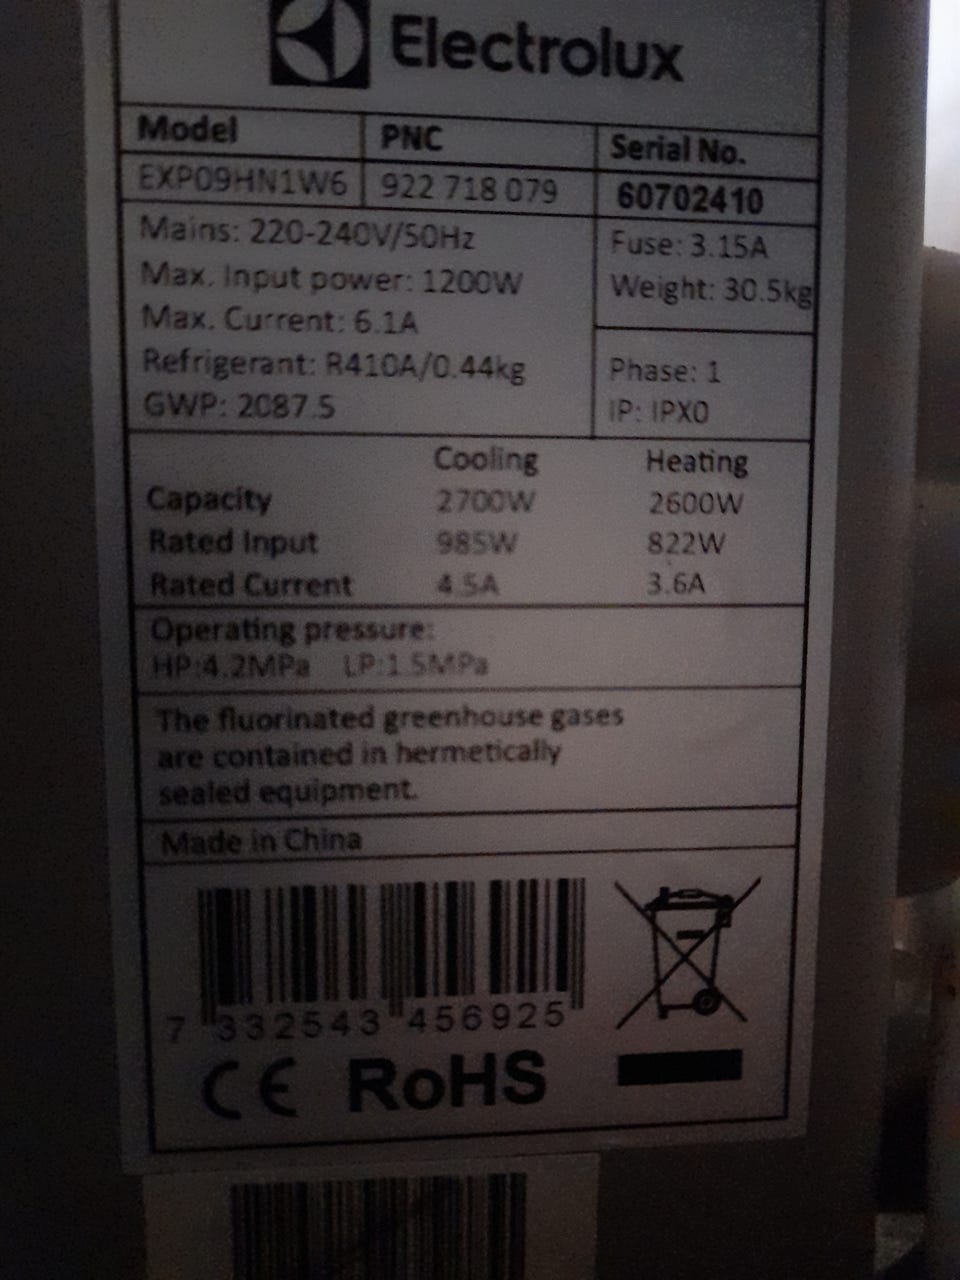 Electrolux
Model PNC Serial No.
EXP09HN1W6 922 718 079 60702410
Mains: 220-240V/50Hz
Max. Input power: 1200W
Max. Current: 6.1A
Refrigerant: R410A/0.44kg
GWP: 2087.5
Fuse: 3.15A
Weight: 30.5kg
Phase: 1
IP: IPX0
Cooling Heating
Capacity 2700W 2600W
Rated Input 985W 822W
Rated Current 4.5A 3.6A
Operating pressure:
HP:4.2MPa LP:1.5MPa
The fluorinated greenhouse gases
are contained in hermetically
sealed equipment.
Made in China
7 332543 456925
CE RoHS